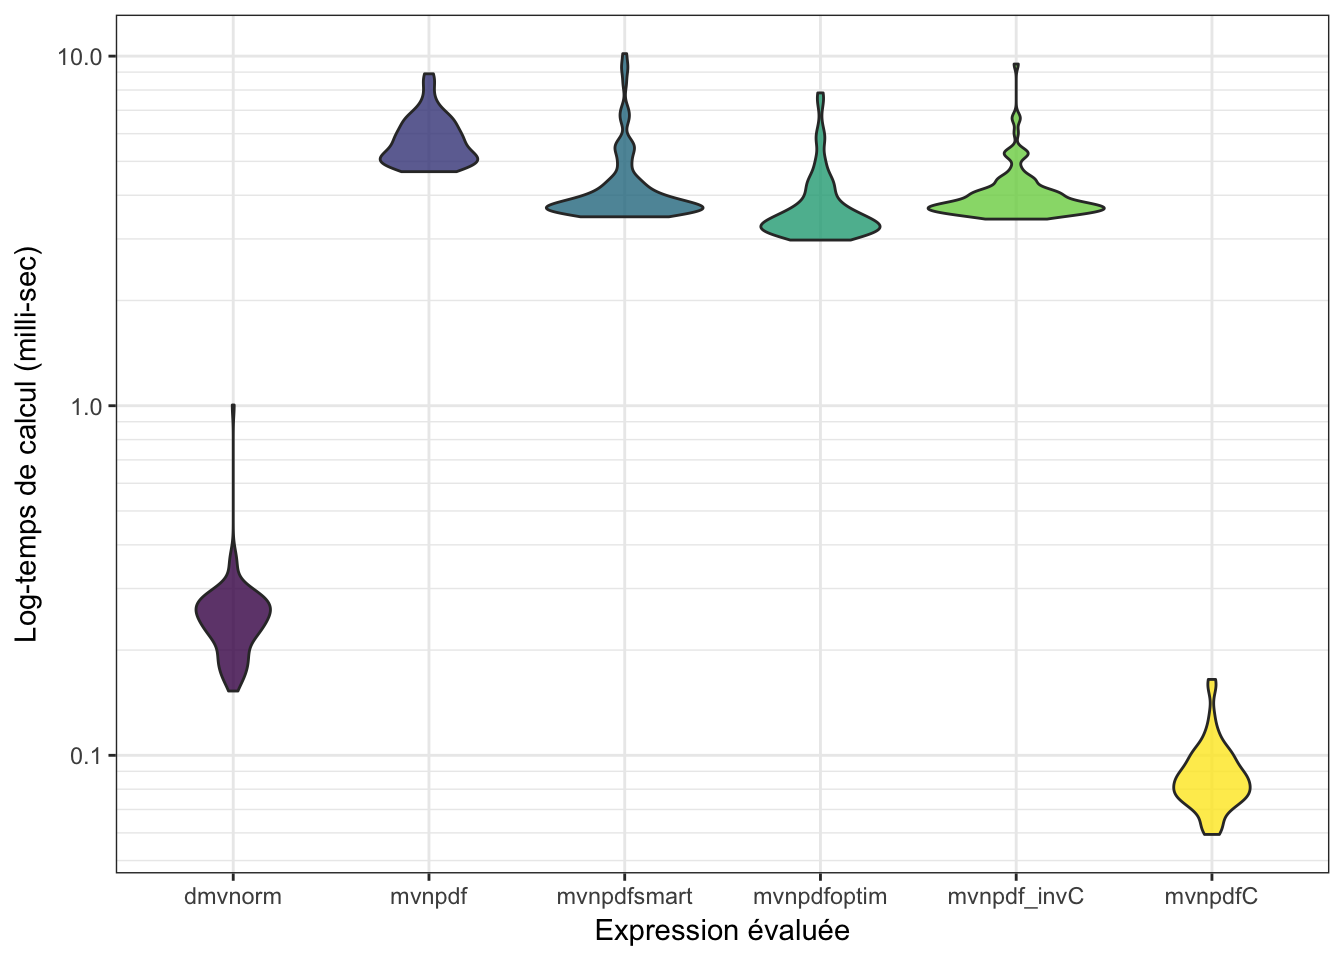 Log-temps de calcul (milli-sec)
10.0
1.0
0.1
dmvnorm mvnpdf mvnpdfsmart mvnpdfoptim mvnpdf_invC mvnpdfC
Expression évaluée